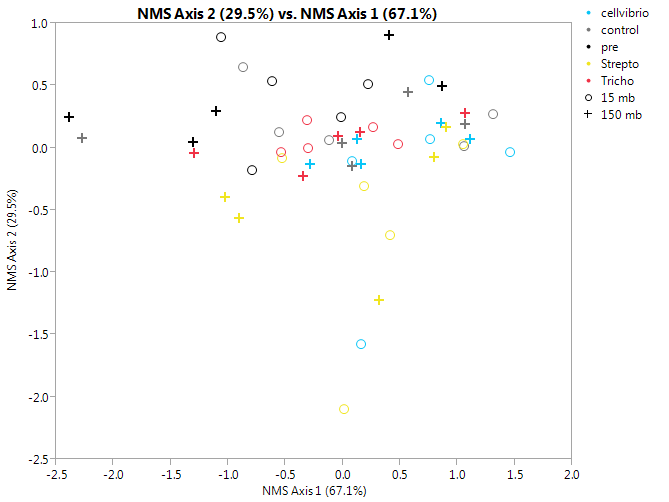 NMS Axis 2 (29.5%) vs. NMS Axis 1 (67.1%)
1.0
0.5
0.0
-0.5
-1.0
-1.5
-2.0
-2.5
NMS Axis 2 (29.5%)
-2.5 -2.0 -1.5 -1.0 -0.5 0.0 0.5 1.0 1.5 2.0
NMS Axis 1 (67.1%)
cellvibrio
control
pre
Strepto
Tricho
15 mb
150 mb